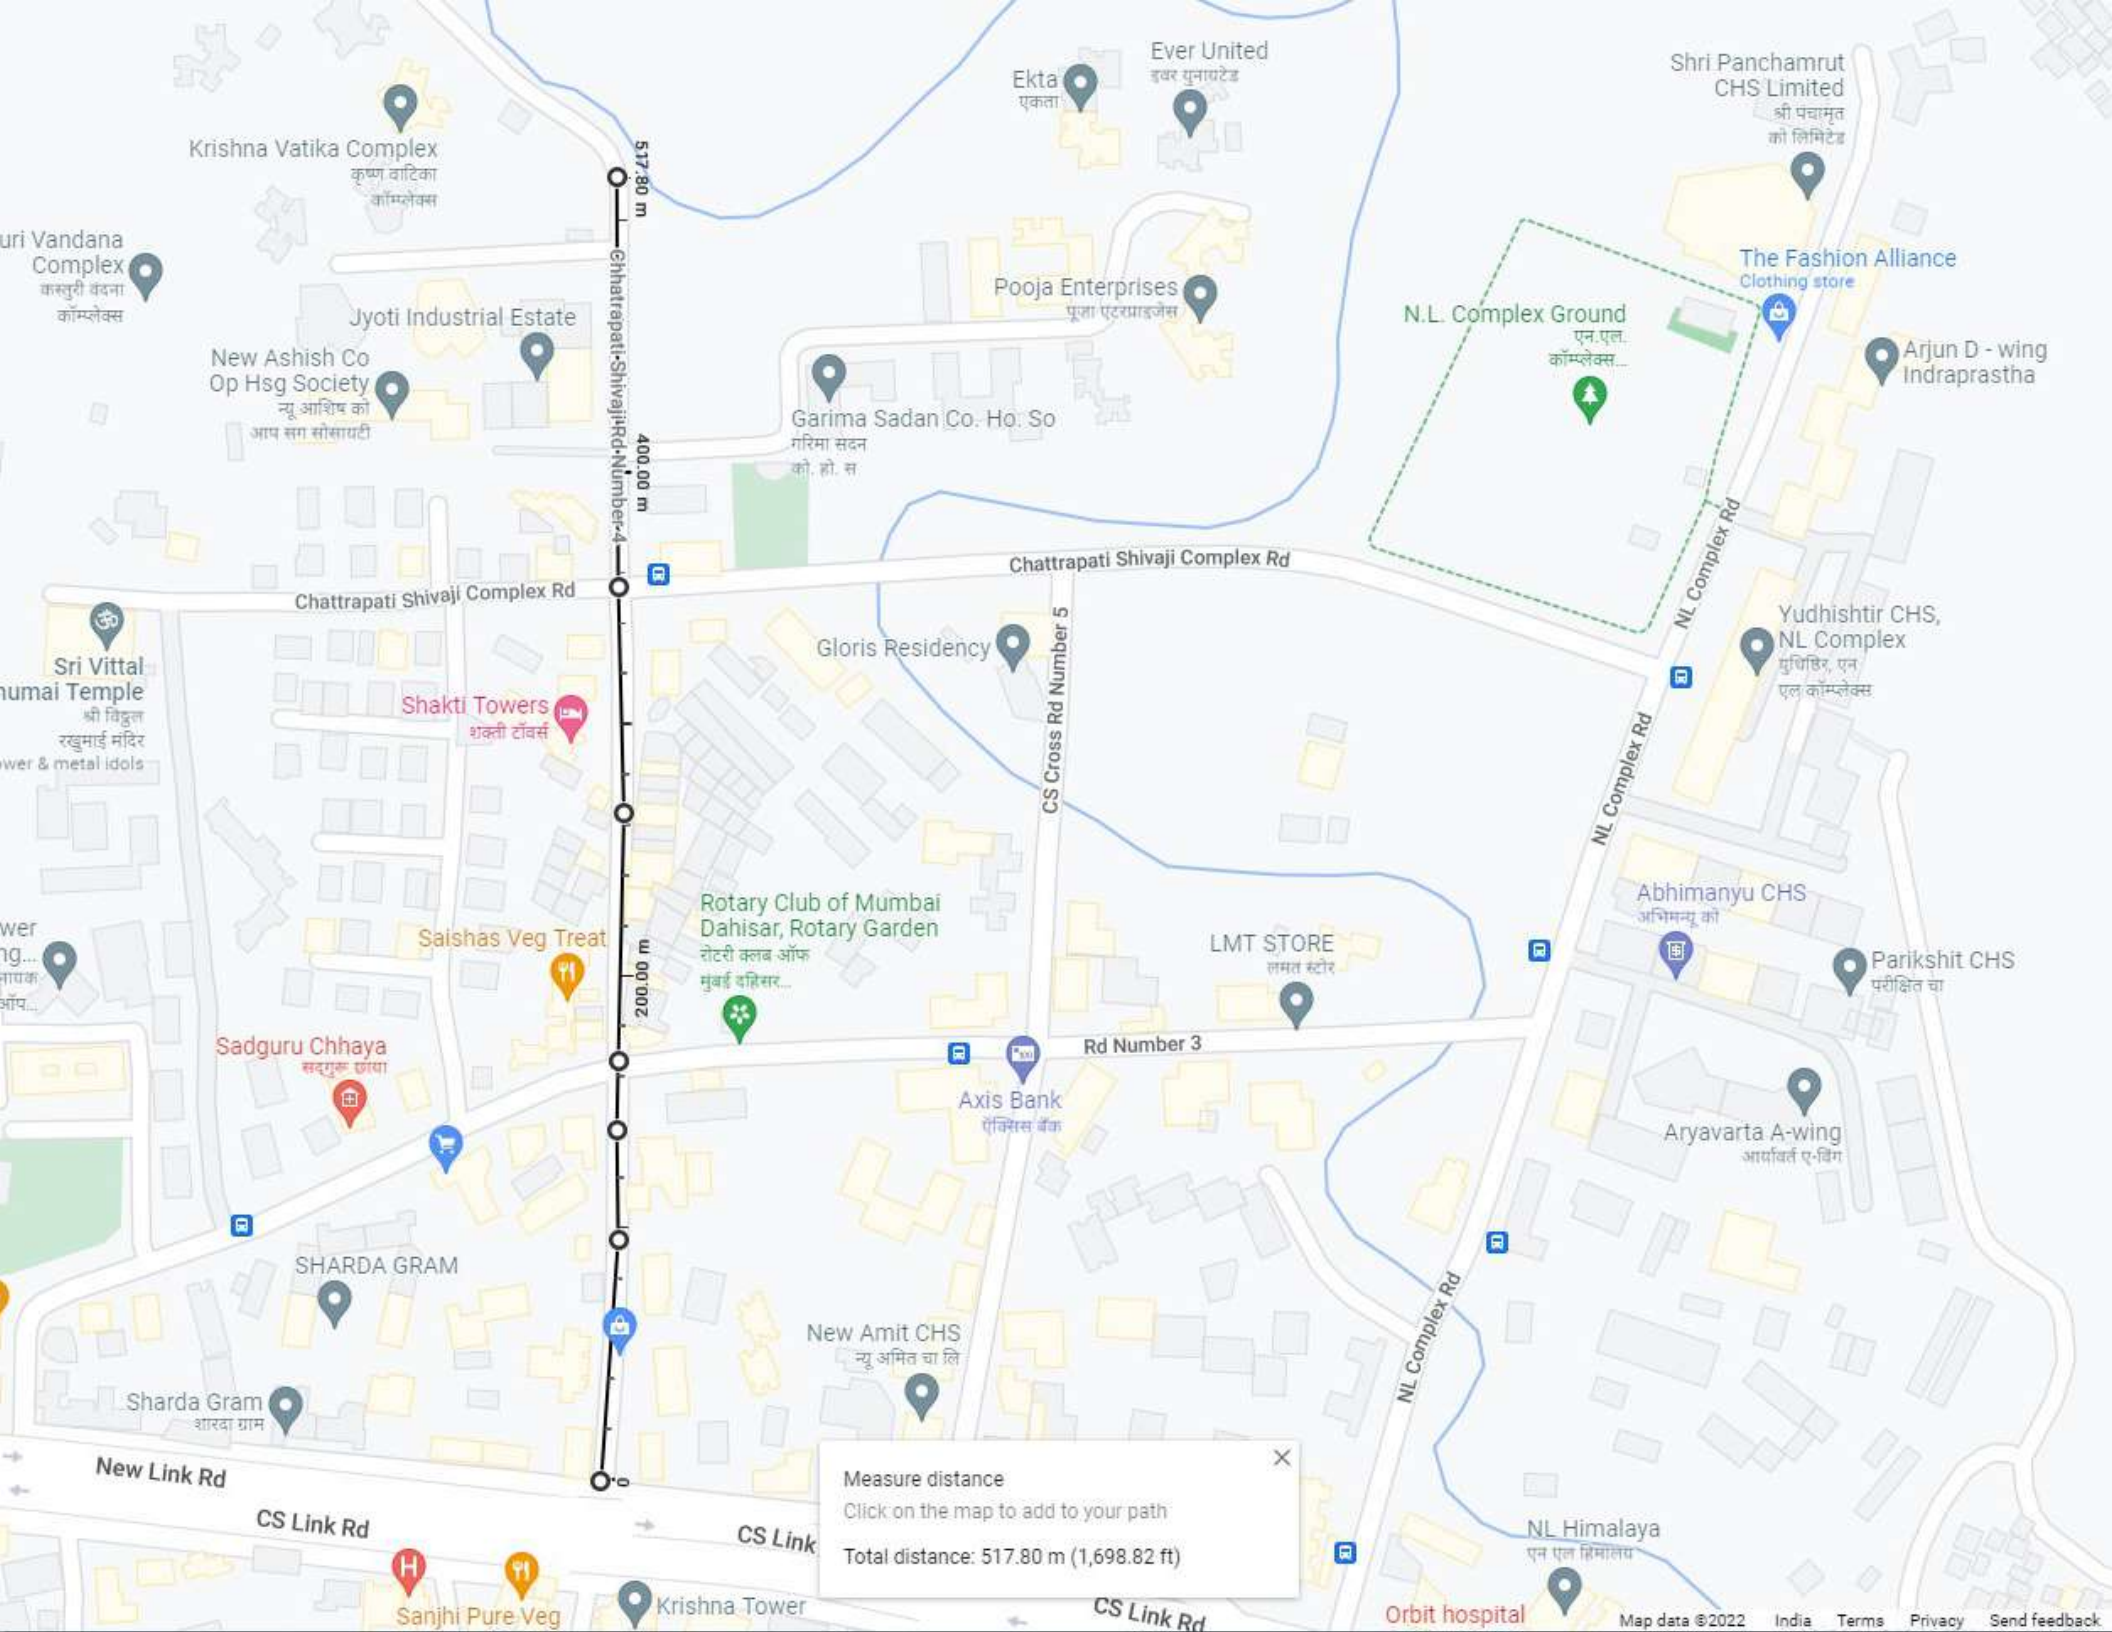 Ever United
इवर युनायटेड
Ekta
एकता
Shri Panchamrut
CHS Limited
श्री पंचामृत
को लिमिटेड
Krishna Vatika Complex
कृष्ण वाटिका
कॉम्प्लेक्स
517.80 m
uri Vandana
Complex
कस्तुरी वंदना
कॉम्प्लेक्स
Chhatrapati Shivaji Rd Number 4
The Fashion Alliance
Clothing store
Pooja Enterprises
पूजा एंटरप्राइजेस
N.L. Complex Ground
एन.एल.
कॉम्प्लेक्स...
Jyoti Industrial Estate
New Ashish Co
Op Hsg Society
न्यू आशिष को
आप सग सोसायटी
Arjun D - wing
Indraprastha
Garima Sadan Co. Ho. So
गरिमा सदन
को. हो. स
400.00 m
NL Complex Rd
Chattrapati Shivaji Complex Rd
Chattrapati Shivaji Complex Rd
Sri Vittal
humai Temple
श्री विठ्ठल
रखुमाई मंदिर
ower & metal idols
Gloris Residency
CS Cross Rd Number 5
Yudhishtir CHS,
NL Complex
युधिष्ठिर, एन
एल कॉम्प्लेक्स
Shakti Towers
शक्ती टॉवर्स
NL Complex Rd
Rotary Club of Mumbai
Dahisar, Rotary Garden
रोटरी क्लब ऑफ
मुंबई दहिसर...
Abhimanyu CHS
अभिमन्यू को
Saishas Veg Treat
200.00 m
LMT STORE
लमत स्टोर
wer
ng...
नायक
ऑप...
Parikshit CHS
परीक्षित चा
Sadguru Chhaya
सद्गुरू छाया
Rd Number 3
Axis Bank
ऍक्सिस बँक
Aryavarta A-wing
आर्यावर्त ए-विंग
SHARDA GRAM
New Amit CHS
न्यू अमित चा लि
NL Complex Rd
Sharda Gram
शारदा ग्राम
New Link Rd
0
CS Link Rd
CS Link
Measure distance
Click on the map to add to your path
Total distance: 517.80 m (1,698.82 ft)
NL Himalaya
एन एल हिमालय
H
Sanjhi Pure Veg
Krishna Tower
CS Link Rd
Orbit hospital
Map data ©2022 India Terms Privacy Send feedback